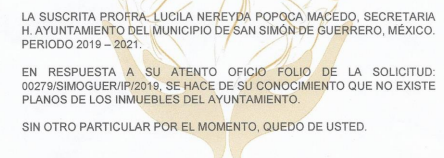 LA SUSCRITA PROFRA. LUCILA NEREYDA POPOCA MACEDO, SECRETARIA
H. AYUNTAMIENTO DEL MUNICIPIO DE SAN SIMÓN DE GUERRERO, MÉXICO.
PERIODO 2019 – 2021.
EN RESPUESTA A SU ATENTO OFICIO FOLIO DE LA SOLICITUD:
00279/SIMOGUER/IP/2019, SE HACE DE SU CONOCIMIENTO QUE NO EXISTE
PLANOS DE LOS INMUEBLES DEL AYUNTAMIENTO.
SIN OTRO PARTICULAR POR EL MOMENTO, QUEDO DE USTED.